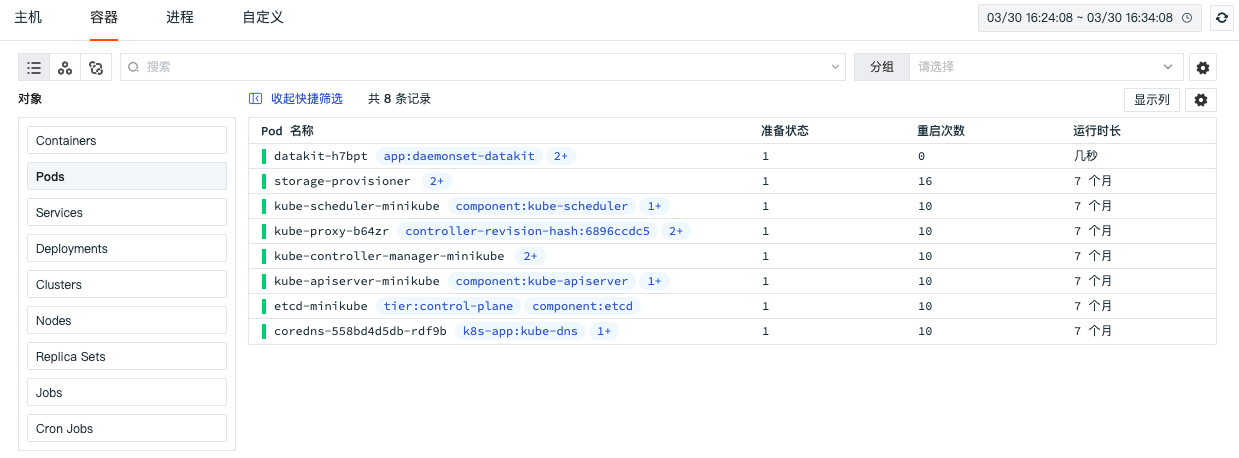 主机 容器 进程 自定义 03/30 16:24:08 ~ 03/30 16:34:08
搜索 分组 请选择
对象 收起快捷筛选 共 8 条记录 显示列
Containers
Pods
Services
Deployments
Clusters
Nodes
Replica Sets
Jobs
Cron Jobs
Pod 名称 准备状态 重启次数 运行时长
datakit-h7bpt app:daemonset-datakit 2+ 1 0 几秒
storage-provisioner 2+ 1 16 7 个月
kube-scheduler-minikube component:kube-scheduler 1+ 1 10 7 个月
kube-proxy-b64zr controller-revision-hash:6896ccdc5 2+ 1 10 7 个月
kube-controller-manager-minikube 2+ 1 10 7 个月
kube-apiserver-minikube component:kube-apiserver 1+ 1 10 7 个月
etcd-minikube tier:control-plane component:etcd 1 10 7 个月
coredns-558bd4d5db-rdf9b k8s-app:kube-dns 1+ 1 10 7 个月